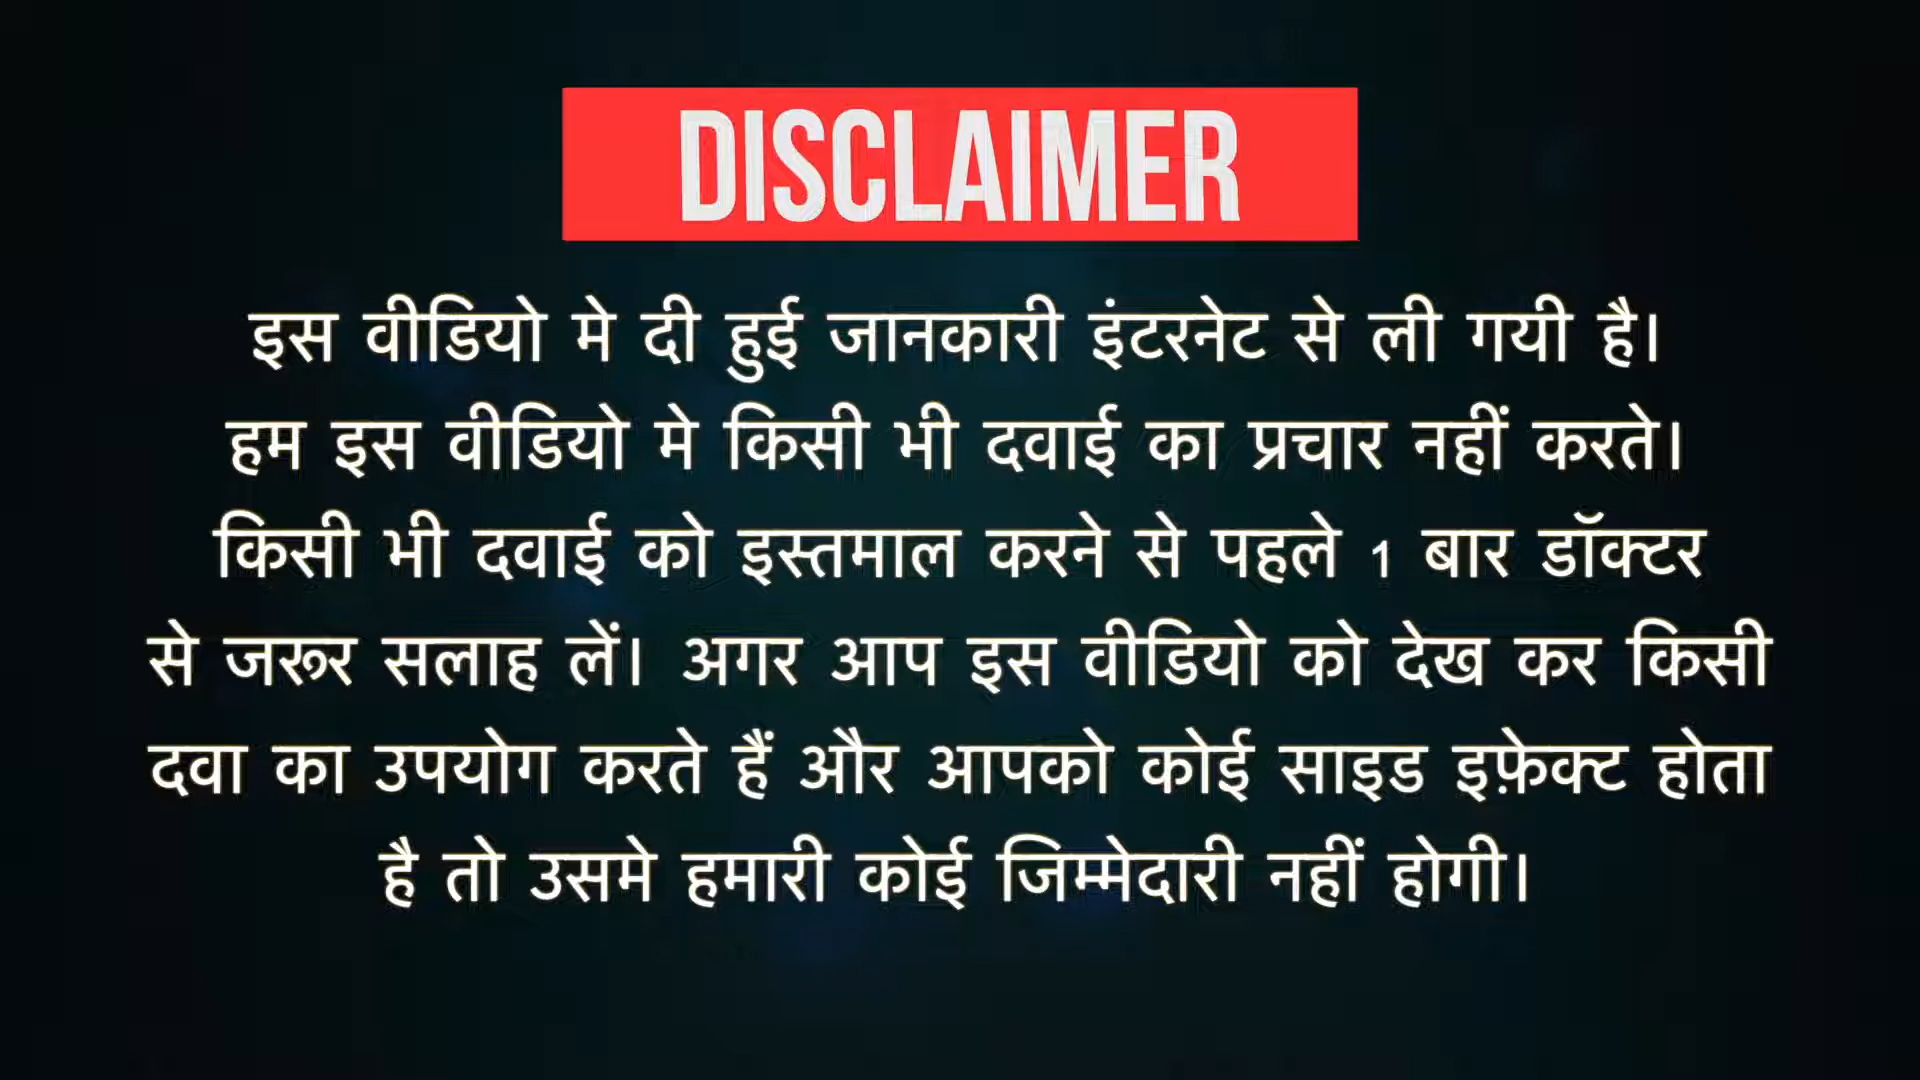 DISCLAIMER
इस वीडियो मे दी हुई जानकारी इंटरनेट से ली गयी है।
हम इस वीडियो मे किसी भी दवाई का प्रचार नहीं करते।
किसी भी दवाई को इस्तमाल करने से पहले 1 बार डॉक्टर
से जरूर सलाह लें। अगर आप इस वीडियो को देख कर किसी
दवा का उपयोग करते हैं और आपको कोई साइड इफ़ेक्ट होता
है तो उसमे हमारी कोई जिम्मेदारी नहीं होगी।